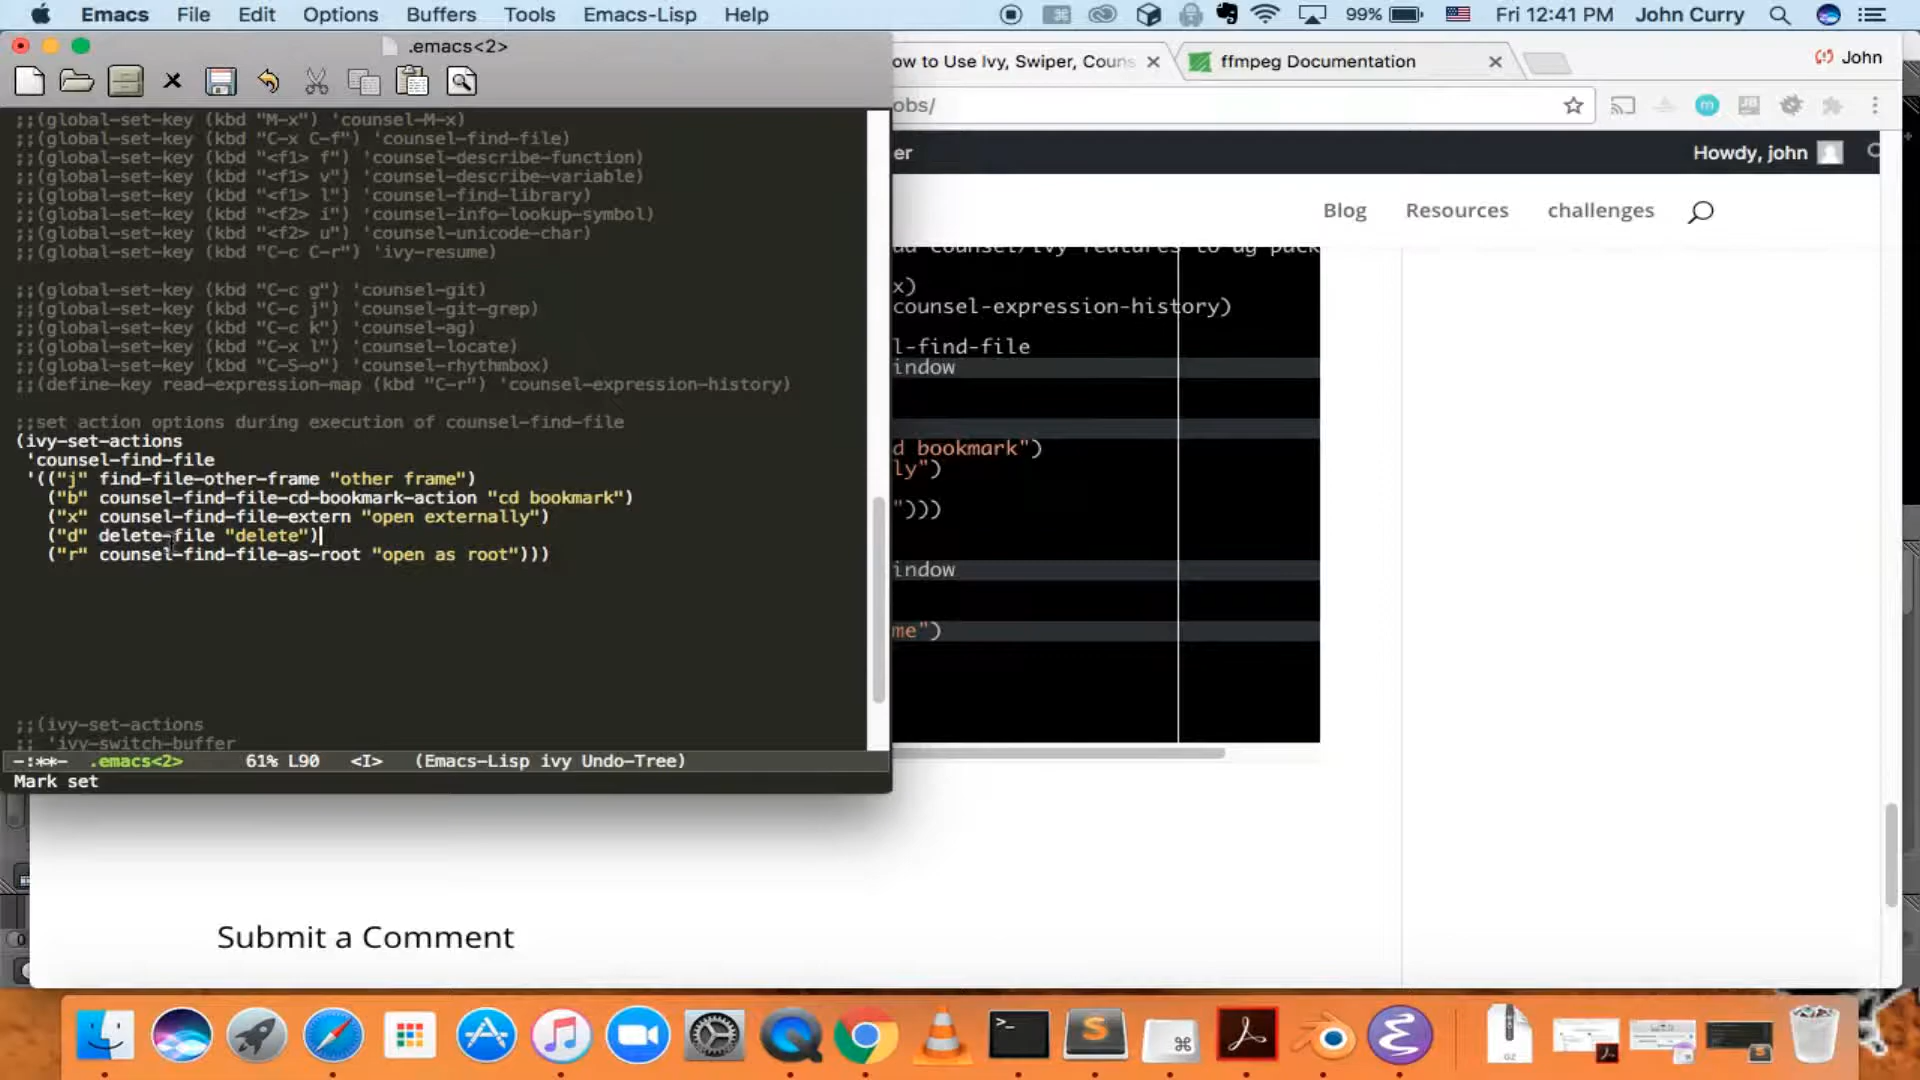 Emacs File Edit Options Buffers Tools Emacs-Lisp Help 99% Fri 12:41 PM John Curry
.emacs<2>
ow to Use Ivy, Swiper, Couns
ffmpeg Documentation
John
obs/
er
Howdy, john
Blog Resources challenges
;;(global-set-key (kbd "M-x") 'counsel-M-x)
;;(global-set-key (kbd "C-x C-f") 'counsel-find-file)
;;(global-set-key (kbd "<f1> f") 'counsel-describe-function)
;;(global-set-key (kbd "<f1> v") 'counsel-describe-variable)
;;(global-set-key (kbd "<f1> l") 'counsel-find-library)
;;(global-set-key (kbd "<f2> i") 'counsel-info-lookup-symbol)
;;(global-set-key (kbd "<f2> u") 'counsel-unicode-char)
;;(global-set-key (kbd "C-c C-r") 'ivy-resume)
;;(global-set-key (kbd "C-c g") 'counsel-git)
;;(global-set-key (kbd "C-c j") 'counsel-git-grep)
;;(global-set-key (kbd "C-c k") 'counsel-ag)
;;(global-set-key (kbd "C-x l") 'counsel-locate)
;;(global-set-key (kbd "C-S-o") 'counsel-rhythmbox)
;;(define-key read-expression-map (kbd "C-r") 'counsel-expression-history)
;;set action options during execution of counsel-find-file
(ivy-set-actions
'counsel-find-file
'(("j" find-file-other-frame "other frame")
("b" counsel-find-file-cd-bookmark-action "cd bookmark")
("x" counsel-find-file-extern "open externally")
("d" delete-file "delete")
("r" counsel-find-file-as-root "open as root")))
;;(ivy-set-actions
;; 'ivy-switch-buffer
-:**- .emacs<2> 61% L90 <I> (Emacs-Lisp ivy Undo-Tree)
Mark set
counsel/ivy features to ag pack
x)
counsel-expression-history)
l-find-file
indow
d bookmark")
ly")
")))
indow
me")
Submit a Comment